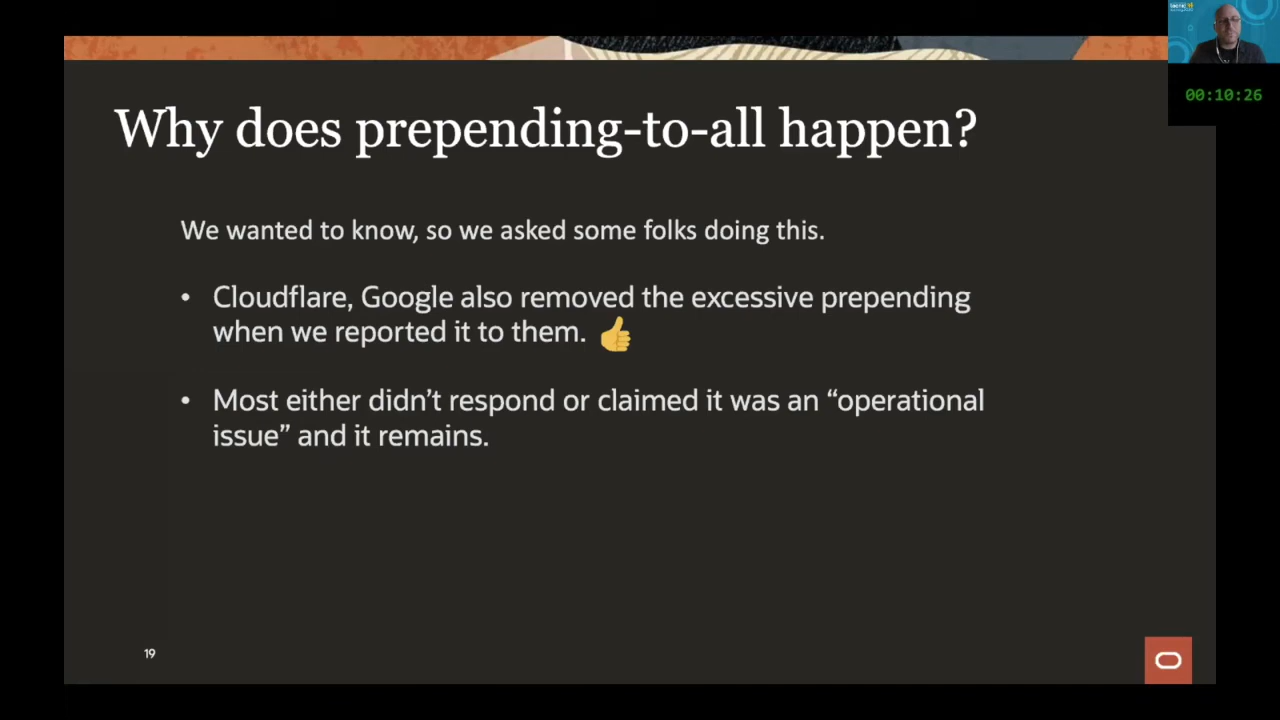 Why does prepending-to-all happen?
00:10:26
We wanted to know, so we asked some folks doing this.
• Cloudflare, Google also removed the excessive prepending
when we reported it to them. 👍
• Most either didn’t respond or claimed it was an “operational
issue” and it remains.
19